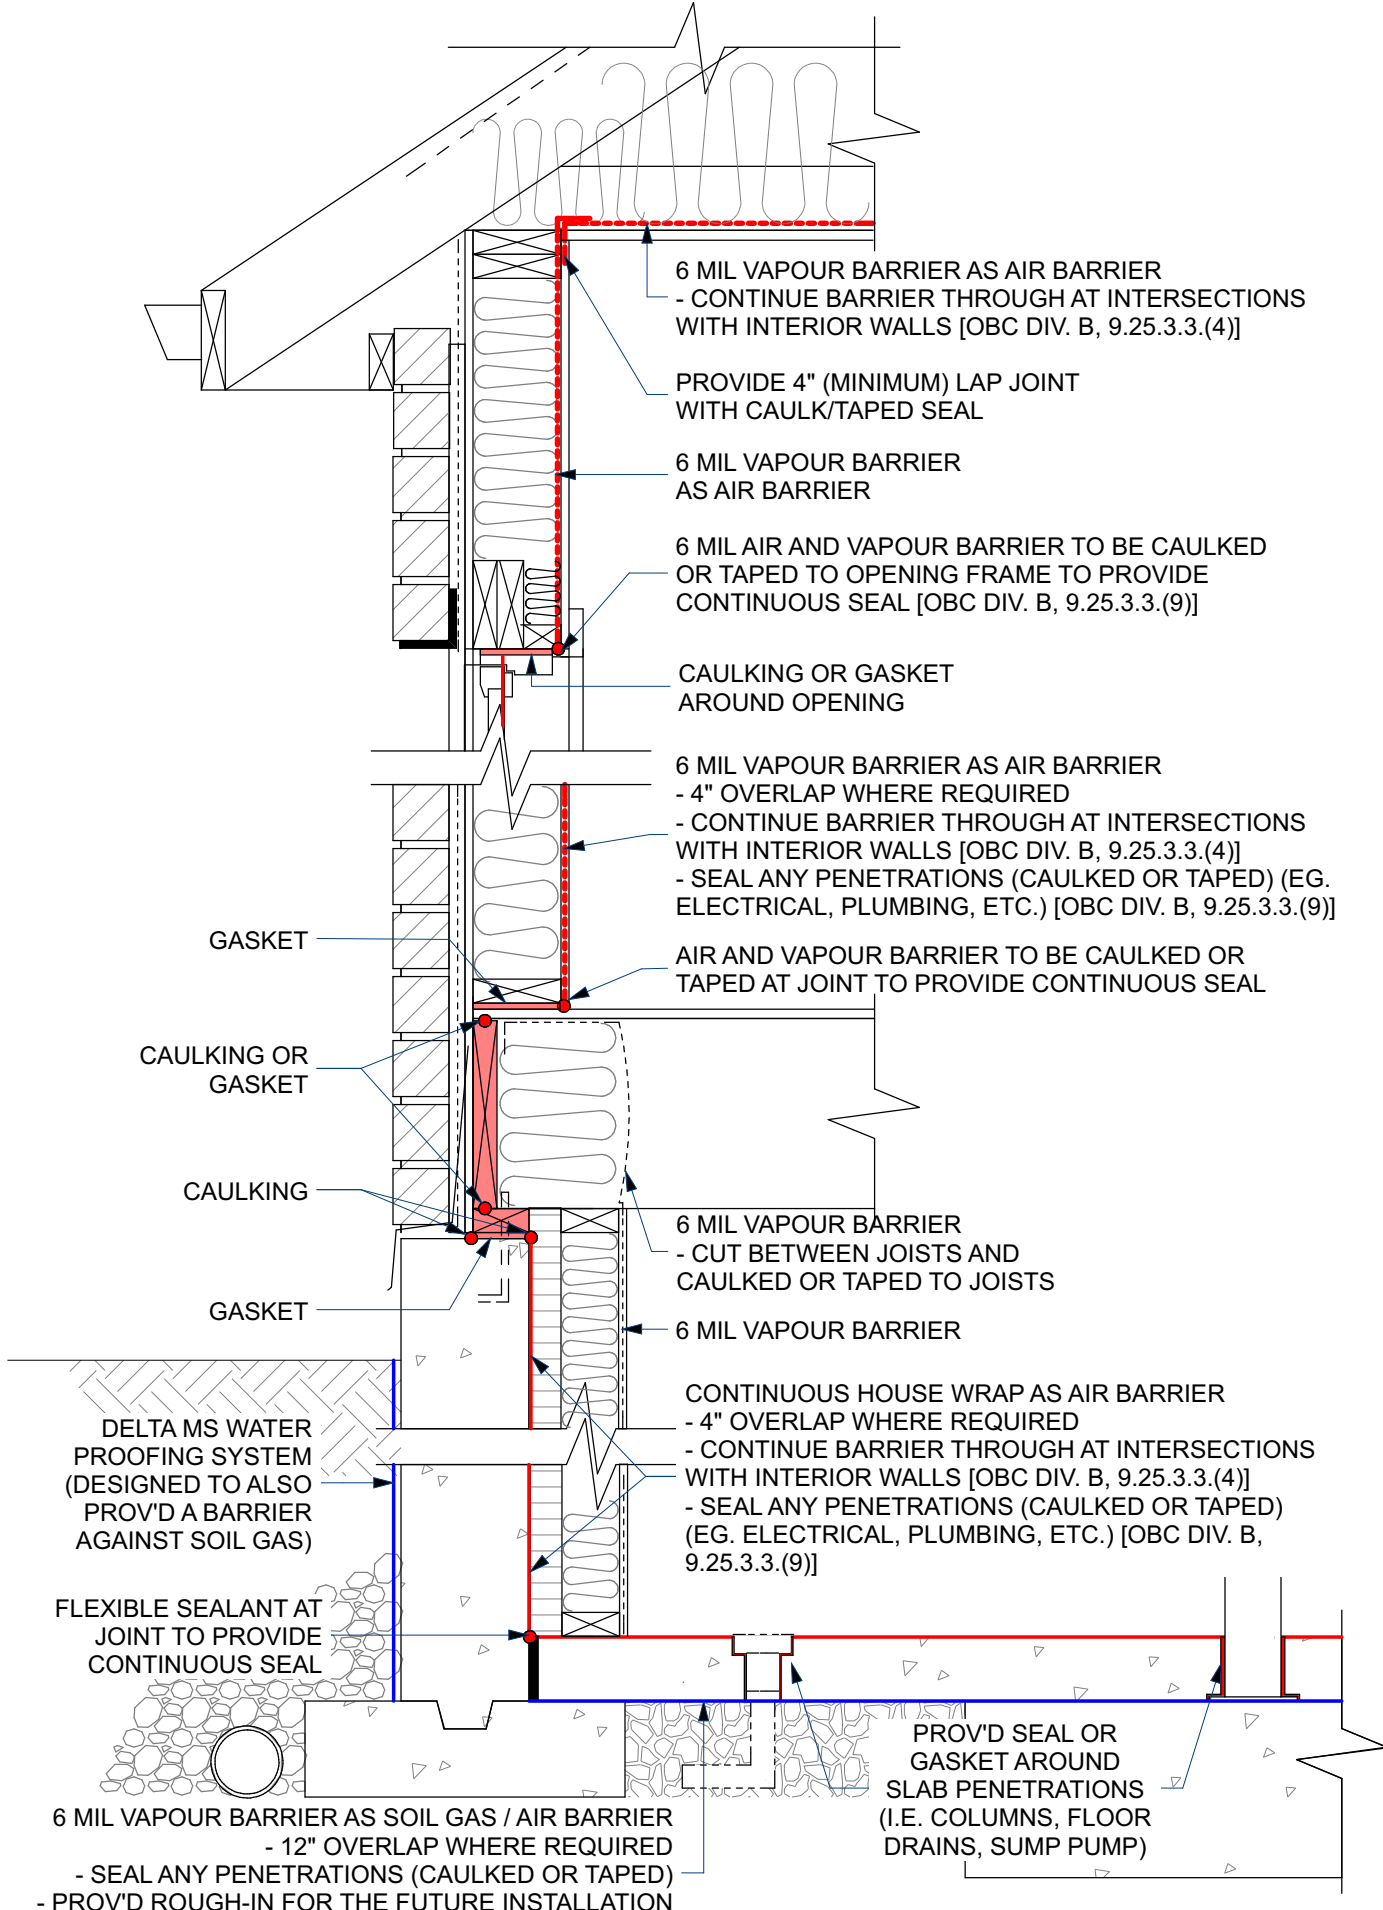 6 MIL VAPOUR BARRIER AS AIR BARRIER
- CONTINUE BARRIER THROUGH AT INTERSECTIONS
WITH INTERIOR WALLS [OBC DIV. B, 9.25.3.3.(4)]
PROVIDE 4" (MINIMUM) LAP JOINT
WITH CAULK/TAPED SEAL
6 MIL VAPOUR BARRIER
AS AIR BARRIER
6 MIL AIR AND VAPOUR BARRIER TO BE CAULKED
OR TAPED TO OPENING FRAME TO PROVIDE
CONTINUOUS SEAL [OBC DIV. B, 9.25.3.3.(9)]
CAULKING OR GASKET
AROUND OPENING
6 MIL VAPOUR BARRIER AS AIR BARRIER
- 4" OVERLAP WHERE REQUIRED
- CONTINUE BARRIER THROUGH AT INTERSECTIONS
WITH INTERIOR WALLS [OBC DIV. B, 9.25.3.3.(4)]
- SEAL ANY PENETRATIONS (CAULKED OR TAPED) (EG.
ELECTRICAL, PLUMBING, ETC.) [OBC DIV. B, 9.25.3.3.(9)]
GASKET
AIR AND VAPOUR BARRIER TO BE CAULKED OR
TAPED AT JOINT TO PROVIDE CONTINUOUS SEAL
CAULKING OR
GASKET
CAULKING
6 MIL VAPOUR BARRIER
- CUT BETWEEN JOISTS AND
CAULKED OR TAPED TO JOISTS
GASKET
6 MIL VAPOUR BARRIER
CONTINUOUS HOUSE WRAP AS AIR BARRIER
- 4" OVERLAP WHERE REQUIRED
- CONTINUE BARRIER THROUGH AT INTERSECTIONS
WITH INTERIOR WALLS [OBC DIV. B, 9.25.3.3.(4)]
- SEAL ANY PENETRATIONS (CAULKED OR TAPED)
(EG. ELECTRICAL, PLUMBING, ETC.) [OBC DIV. B,
9.25.3.3.(9)]
DELTA MS WATER
PROOFING SYSTEM
(DESIGNED TO ALSO
PROV'D A BARRIER
AGAINST SOIL GAS)
FLEXIBLE SEALANT AT
JOINT TO PROVIDE
CONTINUOUS SEAL
PROV'D SEAL OR
GASKET AROUND
SLAB PENETRATIONS
(I.E. COLUMNS, FLOOR
DRAINS, SUMP PUMP)
6 MIL VAPOUR BARRIER AS SOIL GAS / AIR BARRIER
- 12" OVERLAP WHERE REQUIRED
- SEAL ANY PENETRATIONS (CAULKED OR TAPED)
- PROV'D ROUGH-IN FOR THE FUTURE INSTALLATION